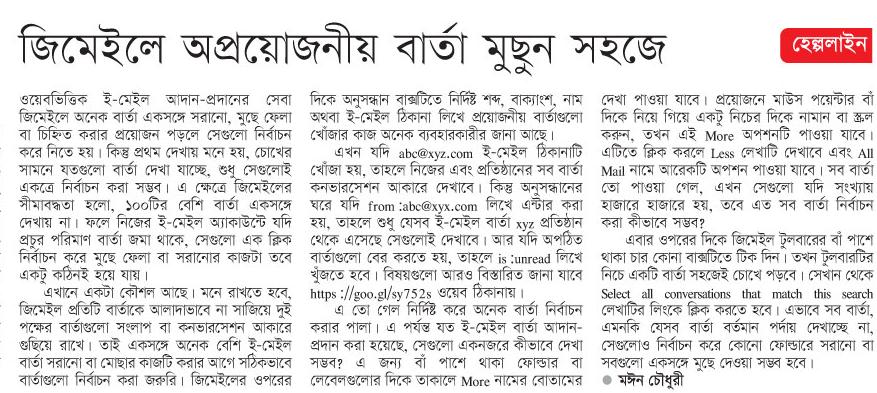 জিমেইলে অপ্রয়োজনীয় বার্তা মুছুন সহজে
হেল্পলাইন
ওয়েবভিত্তিক ই-মেইল আদান-প্রদানের সেবা
জিমেইলে অনেক বার্তা একসঙ্গে সরানো, মুছে ফেলা
বা চিহ্নিত করার প্রয়োজন পড়লে সেগুলো নির্বাচন
করে নিতে হয়। কিন্তু প্রথম দেখায় মনে হয়, চোখের
সামনে যতগুলো বার্তা দেখা যাচ্ছে, শুধু সেগুলোই
একত্রে নির্বাচন করা সম্ভব। এ ক্ষেত্রে জিমেইলের
সীমাবদ্ধতা হলো, ১০০টির বেশি বার্তা একসঙ্গে
দেখায় না। ফলে নিজের ই-মেইল অ্যাকাউন্টে যদি
প্রচুর পরিমাণ বার্তা জমা থাকে, সেগুলো এক ক্লিক
নির্বাচন করে মুছে ফেলা বা সরানোর কাজটা তবে
একটু কঠিনই হয়ে যায়।
এখানে একটা কৌশল আছে। মনে রাখতে হবে,
জিমেইল প্রতিটি বার্তাকে আলাদাভাবে না সাজিয়ে দুই
পক্ষের বার্তাগুলো সংলাপ বা কনভারসেশন আকারে
গুছিয়ে রাখে। তাই একসঙ্গে অনেক বেশি ই-মেইল
বার্তা সরানো বা মোছার কাজটি করার আগে সঠিকভাবে
বার্তাগুলো নির্বাচন করা জরুরি। জিমেইলের ওপরের
দিকে অনুসন্ধান বাক্সটিতে নির্দিষ্ট শব্দ, বাক্যাংশ, নাম
অথবা ই-মেইল ঠিকানা লিখে প্রয়োজনীয় বার্তাগুলো
খোঁজার কাজ অনেক ব্যবহারকারীর জানা আছে।
এখন যদি abc@xyz.com ই-মেইল ঠিকানাটি
খোঁজা হয়, তাহলে নিজের এবং প্রতিষ্ঠানের সব বার্তা
কনভারসেশন আকারে দেখাবে। কিন্তু অনুসন্ধানের
ঘরে যদি from :abc@xyx.com লিখে এন্টার করা
হয়, তাহলে শুধু যেসব ই-মেইল বার্তা xyz প্রতিষ্ঠান
থেকে এসেছে সেগুলোই দেখাবে। আর যদি অপঠিত
বার্তাগুলো বের করতে হয়, তাহলে is :unread লিখে
খুঁজতে হবে। বিষয়গুলো আরও বিস্তারিত জানা যাবে
https ://goo.gl/sy752s ওয়েব ঠিকানায়।
এ তো গেল নির্দিষ্ট করে অনেক বার্তা নির্বাচন
করার পালা। এ পর্যন্ত যত ই-মেইল বার্তা আদান-
প্রদান করা হয়েছে, সেগুলো একনজরে কীভাবে দেখা
সম্ভব? এ জন্য বাঁ পাশে থাকা ফোল্ডার বা
লেবেলগুলোর দিকে তাকালে More নামের বোতামের
দেখা পাওয়া যাবে। প্রয়োজনে মাউস পয়েন্টার বাঁ
দিকে নিয়ে গিয়ে একটু নিচের দিকে নামান বা স্ক্রল
করুন, তখন এই More অপশনটি পাওয়া যাবে।
এটিতে ক্লিক করলে Less লেখাটি দেখাবে এবং All
Mail নামে আরেকটি অপশন পাওয়া যাবে। সব বার্তা
তো পাওয়া গেল, এখন সেগুলো যদি সংখ্যায়
হাজারে হাজারে হয়, তবে এত সব বার্তা নির্বাচন
করা কীভাবে সম্ভব?
এবার ওপরের দিকে জিমেইল টুলবারের বাঁ পাশে
থাকা চার কোনা বাক্সটিতে টিক দিন। তখন টুলবারটির
নিচে একটি বার্তা সহজেই চোখে পড়বে। সেখান থেকে
Select all conversations that match this search
লেখাটির লিংকে ক্লিক করতে হবে। এভাবে সব বার্তা,
এমনকি যেসব বার্তা বর্তমান পর্দায় দেখাচ্ছে না,
সেগুলোও নির্বাচন করে কোনো ফোল্ডারে সরানো বা
সবগুলো একসঙ্গে মুছে দেওয়া সম্ভব হবে।
● মঈন চৌধুরী